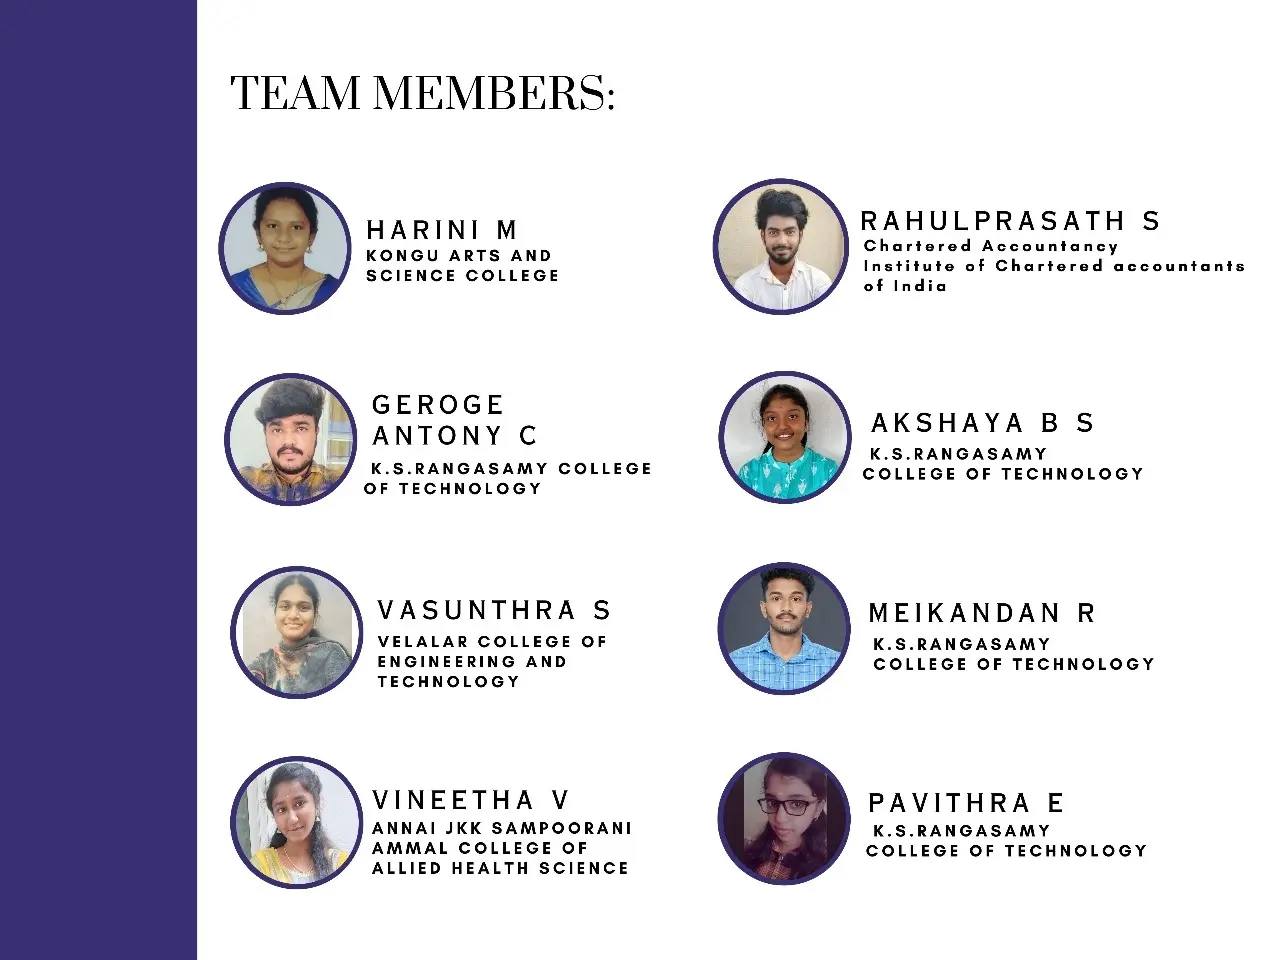 TEAM MEMBERS:
HARINI M
KONGU ARTS AND
SCIENCE COLLEGE
RAHULPRASATH S
Chartered Accountancy
Institute of Chartered accountants
of India
GEROGE
ANTONY C
K.S.RANGASAMY COLLEGE
OF TECHNOLOGY
AKSHAYA B S
K.S.RANGASAMY
COLLEGE OF TECHNOLOGY
VASUNTHRA S
VELALAR COLLEGE OF
ENGINEERING AND
TECHNOLOGY
MEIKANDAN R
K.S.RANGASAMY
COLLEGE OF TECHNOLOGY
VINEETHA V
ANNAI JKK SAMPOORANI
AMMAL COLLEGE OF
ALLIED HEALTH SCIENCE
PAVITHRA E
K.S.RANGASAMY
COLLEGE OF TECHNOLOGY